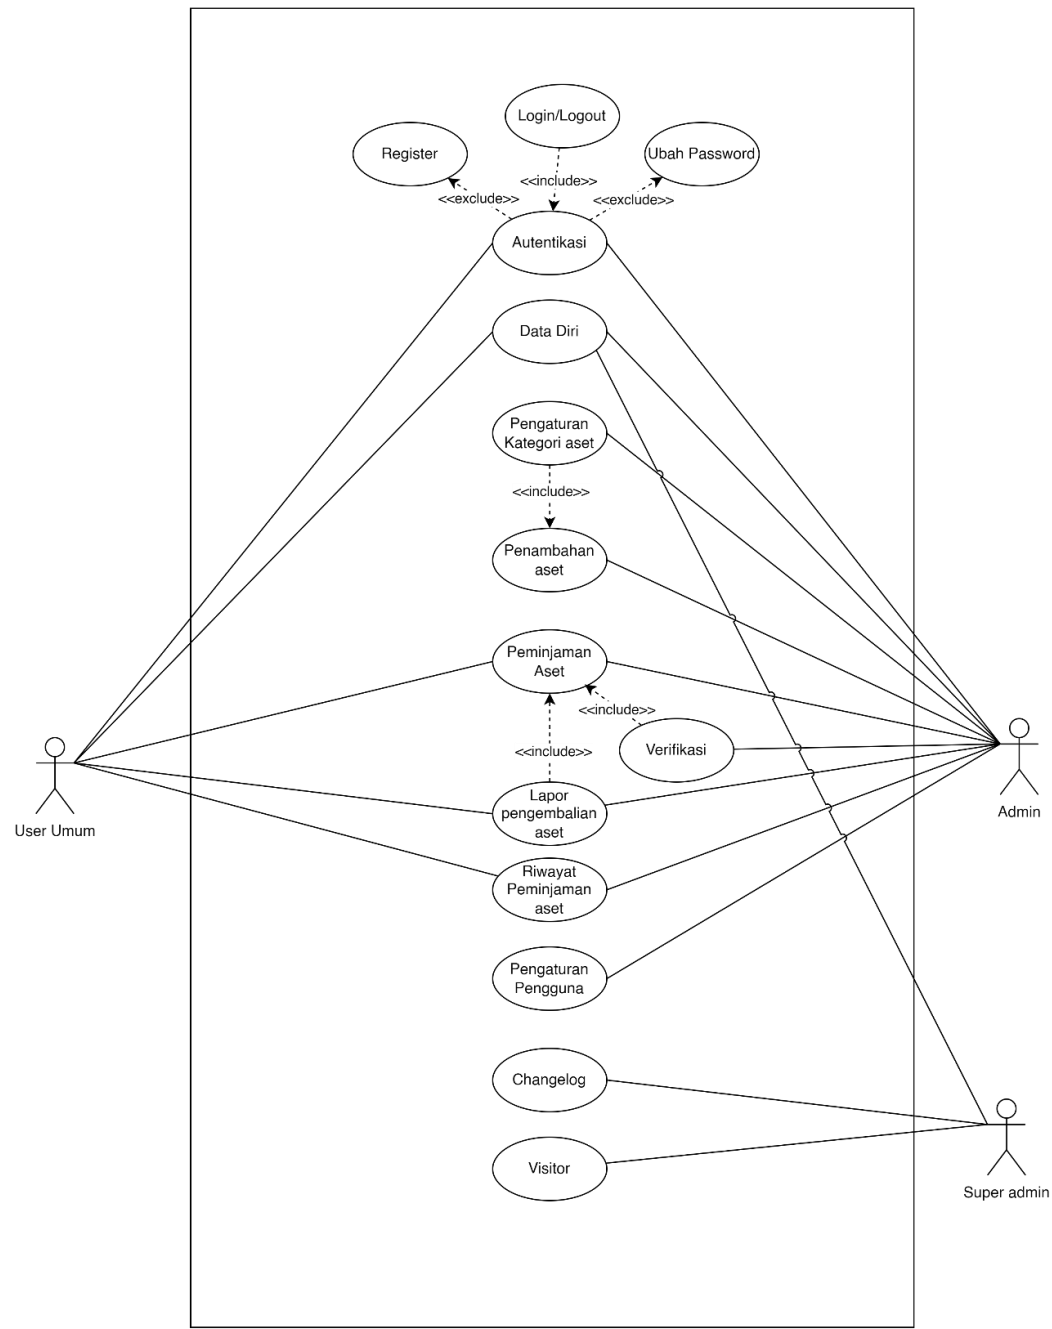 Login/Logout
Register
Ubah Password
<<include>>
<<exclude>>
<<exclude>>
Autentikasi
Data Diri
Pengaturan
Kategori aset
<<include>>
Penambahan
aset
Peminjaman
Aset
<<include>>
Verifikasi
<<include>>
Lapor
pengembalian
aset
User Umum
Admin
Riwayat
Peminjaman
aset
Pengaturan
Pengguna
Changelog
Visitor
Super admin